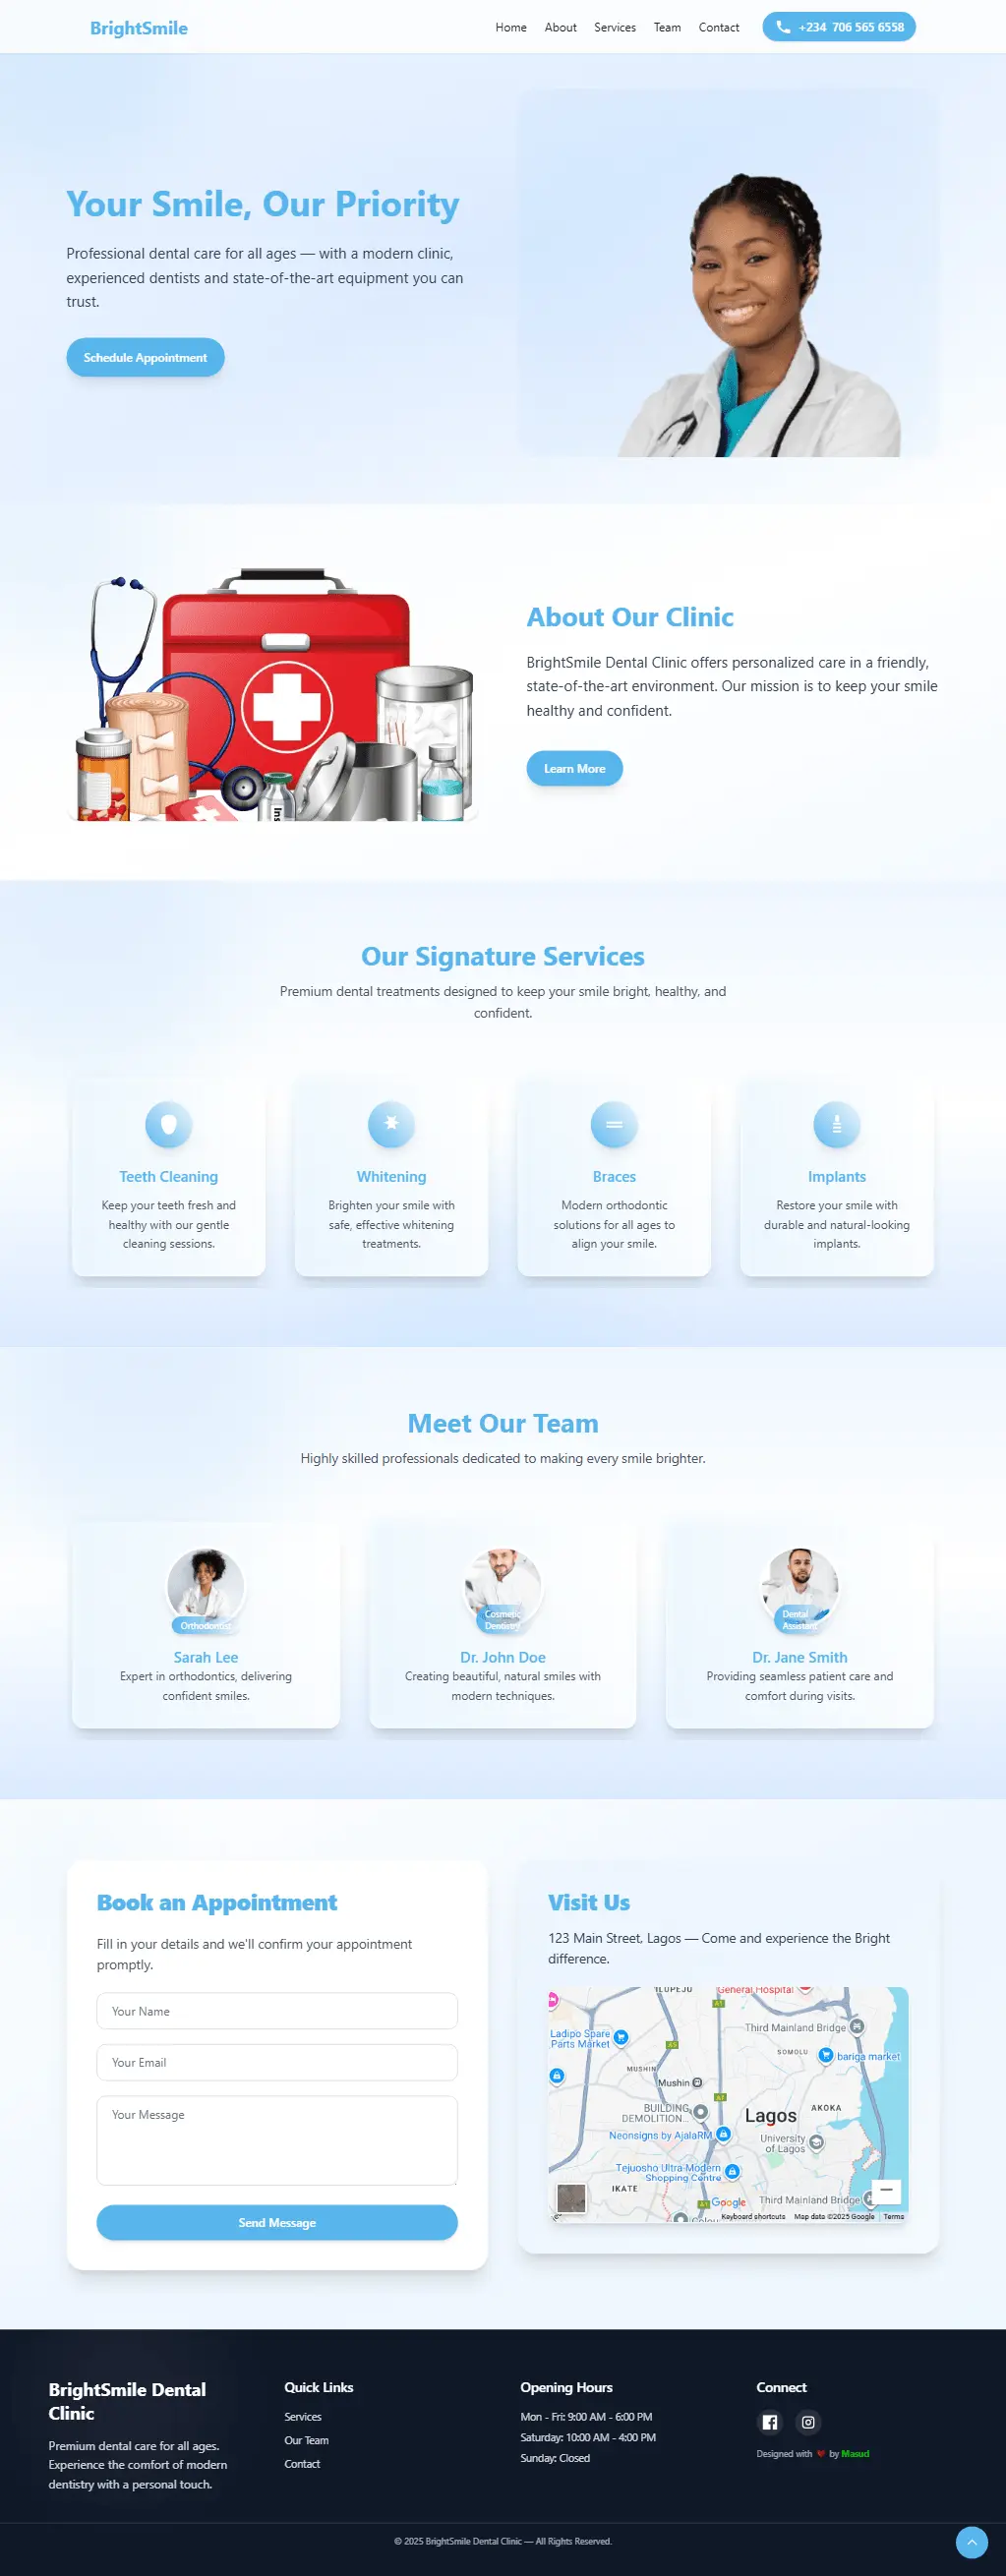 BrightSmile
Home About Services Team Contact +234 706 565 6558
Your Smile, Our Priority
Professional dental care for all ages — with a modern clinic,
experienced dentists and state-of-the-art equipment you can
trust.
Schedule Appointment
About Our Clinic
BrightSmile Dental Clinic offers personalized care in a friendly,
state-of-the-art environment. Our mission is to keep your smile
healthy and confident.
Learn More
Ins
Our Signature Services
Premium dental treatments designed to keep your smile bright, healthy, and
confident.
Teeth Cleaning
Keep your teeth fresh and
healthy with our gentle
cleaning sessions.
Whitening
Brighten your smile with
safe, effective whitening
treatments.
Braces
Modern orthodontic
solutions for all ages to
align your smile.
Implants
Restore your smile with
durable and natural-looking
implants.
Meet Our Team
Highly skilled professionals dedicated to making every smile brighter.
Orthodontist
Sarah Lee
Expert in orthodontics, delivering
confident smiles.
Cosmetic
Dentistry
Dr. John Doe
Creating beautiful, natural smiles with
modern techniques.
Dental
Assistant
Dr. Jane Smith
Providing seamless patient care and
comfort during visits.
Book an Appointment
Fill in your details and we'll confirm your appointment
promptly.
Your Name
Your Email
Your Message
Send Message
Visit Us
123 Main Street, Lagos — Come and experience the Bright
difference.
ILUPEJU
General Hospital
A1
Third Mainland Bridge
Ladipo Spare
Parts Market
A5
SOMOLU
bariga market
MUSHIN
Mushin
A1
BUILDING
DEMOLITION...
Lagos
AKOKA
Neonsigns by AjalaRM
University
of Lagos
Tejuosho Ultra-Modern
Shopping Centre
IKATE
A1
Google
Third Mainland Bridge
Keyboard shortcuts Map data ©2025 Google Terms
BrightSmile Dental
Clinic
Premium dental care for all ages.
Experience the comfort of modern
dentistry with a personal touch.
Quick Links
Services
Our Team
Contact
Opening Hours
Mon - Fri: 9:00 AM - 6:00 PM
Saturday: 10:00 AM - 4:00 PM
Sunday: Closed
Connect
Designed with ❤ by Masud
© 2025 BrightSmile Dental Clinic — All Rights Reserved.